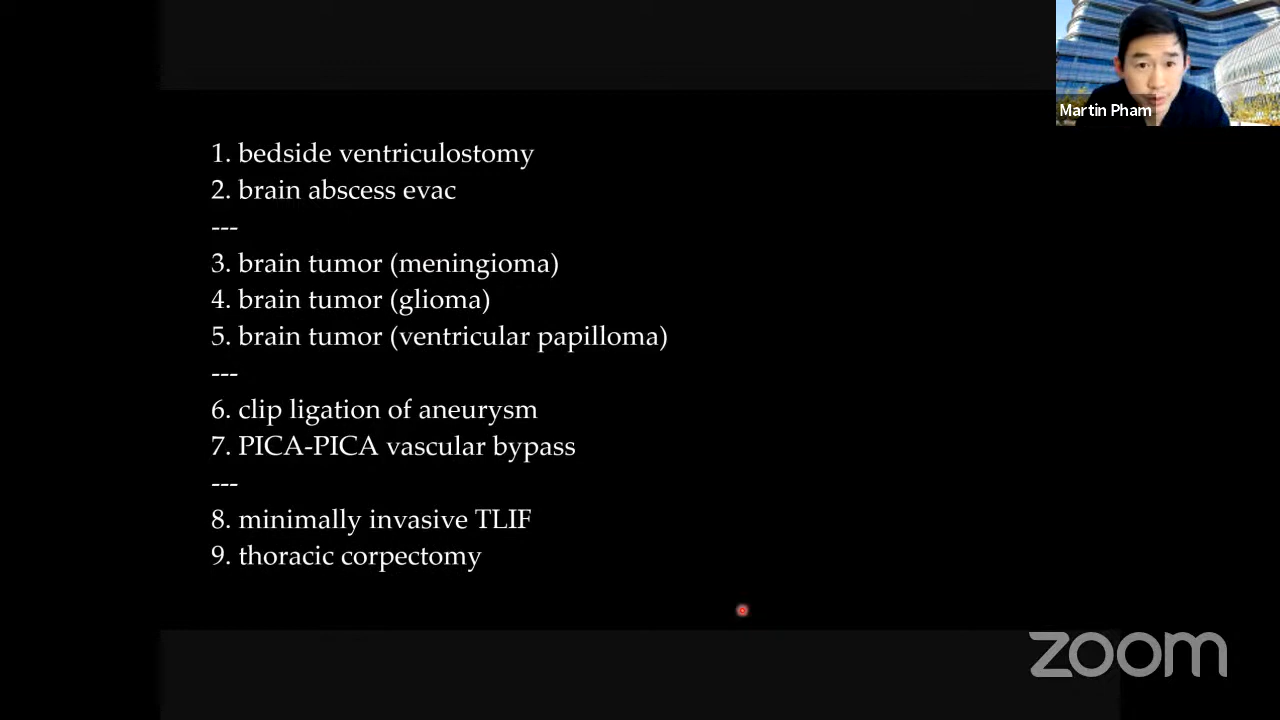 Martin Pham
1. bedside ventriculostomy
2. brain abscess evac
---
3. brain tumor (meningioma)
4. brain tumor (glioma)
5. brain tumor (ventricular papilloma)
---
6. clip ligation of aneurysm
7. PICA-PICA vascular bypass
---
8. minimally invasive TLIF
9. thoracic corpectomy
zoom